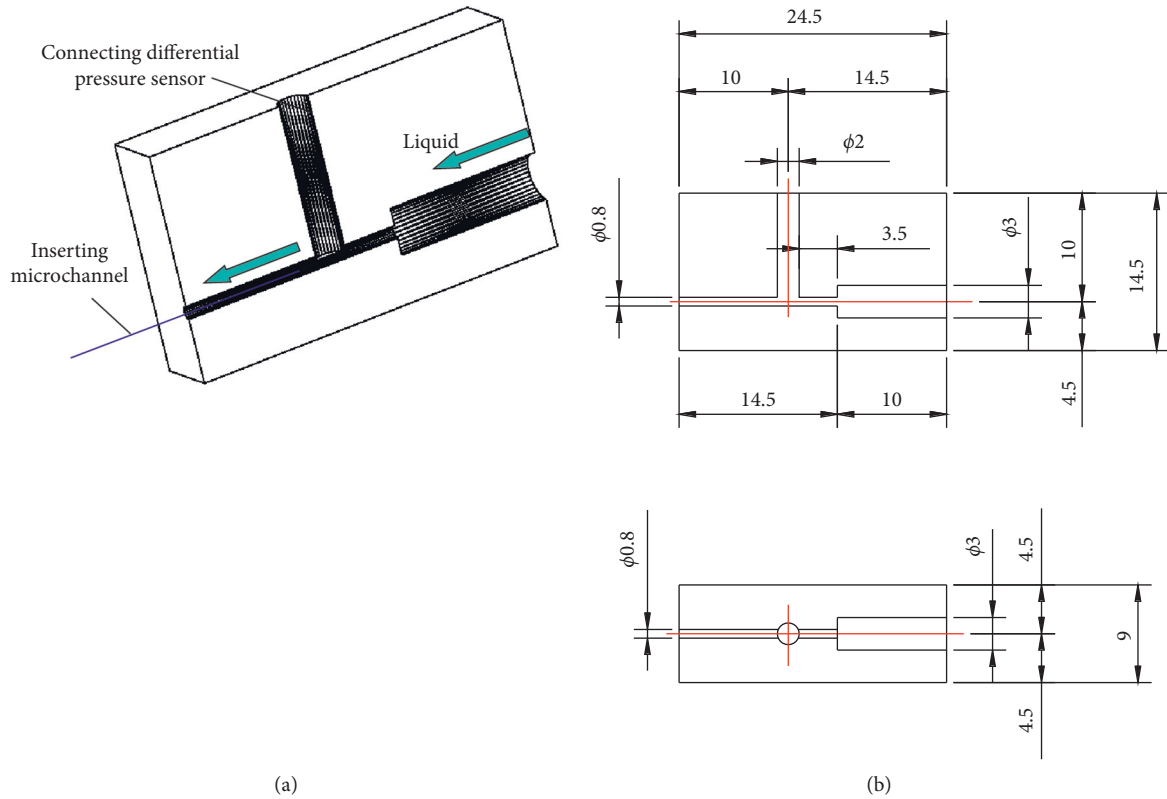 Connecting differential
pressure sensor
Liquid
Inserting
microchannel
(a)
24.5
10
14.5
ϕ2
ϕ0.8
3.5
ϕ3
10
14.5
4.5
14.5
10
ϕ0.8
ϕ3
4.5
9
4.5
(b)